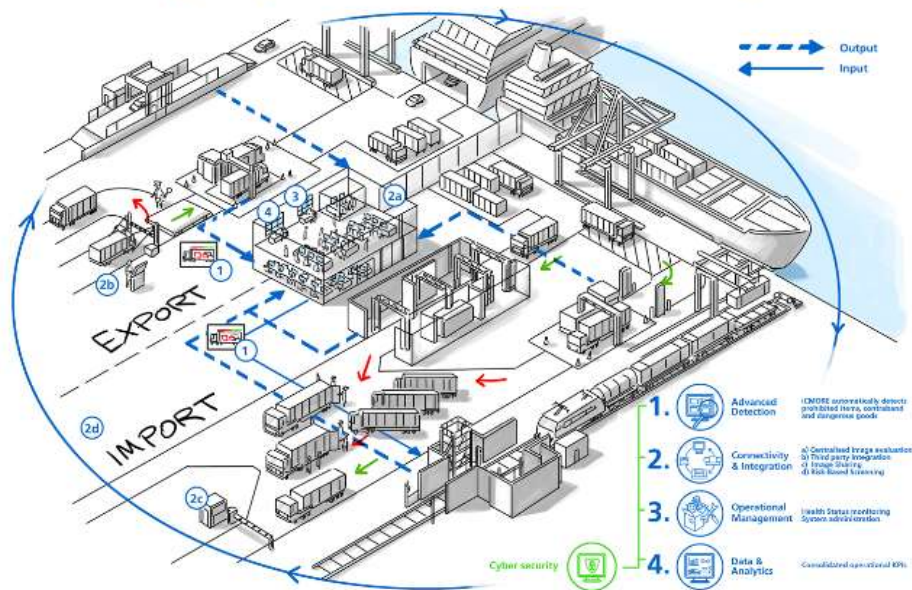 Output
Input
2a
3
4
1
2b
EXPORT
1
IMPORT
2d
2c
1. Advanced Detection
iCMORE automatically detects
prohibited items, contraband
and dangerous goods
2. Connectivity & Integration
a) Centralised image evaluation
b) Third party integration
c) Image Sharing
d) Risk Based Screening
3. Operational Management
Health Status monitoring
System administration
Cyber security
4. Data & Analytics
Consolidated operational KPIs